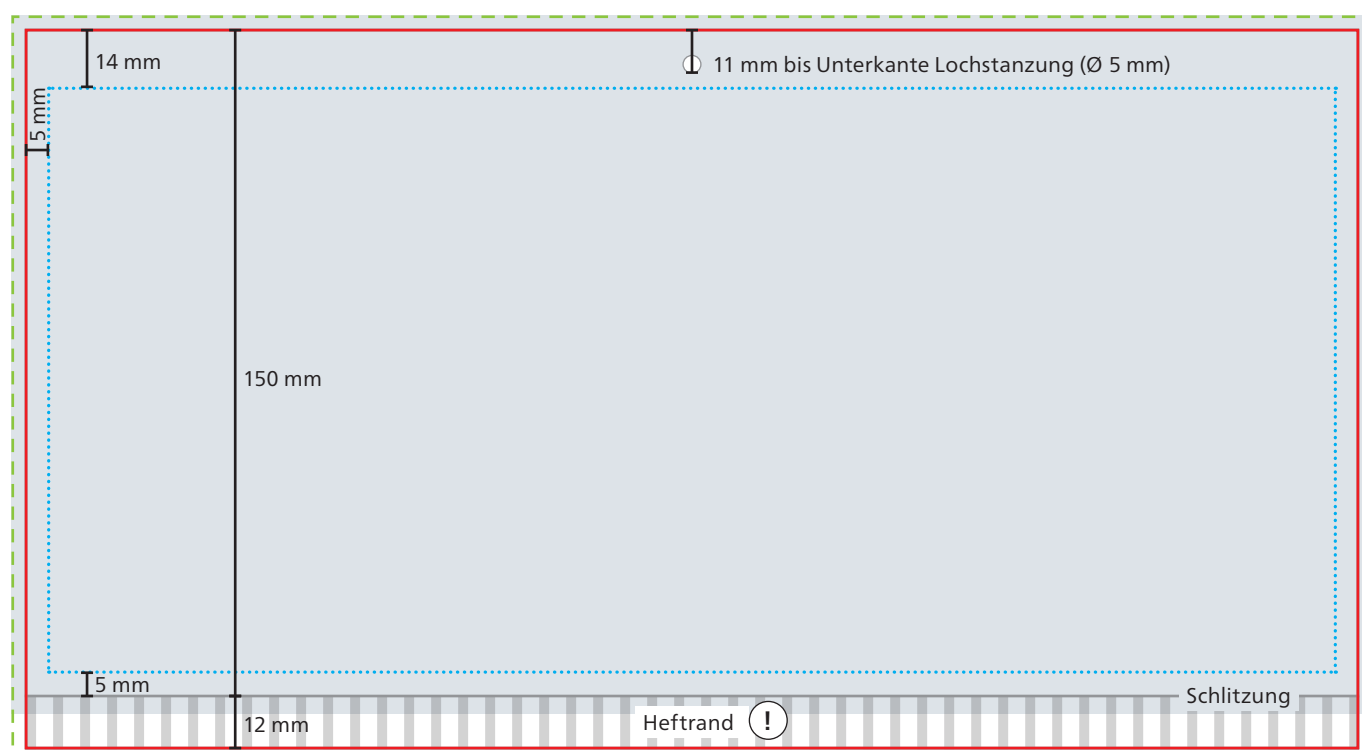 14 mm
11 mm bis Unterkante Lochstanzung (Ø 5 mm)
5 mm
150 mm
5 mm
Schlitzung
12 mm
Heftrand !